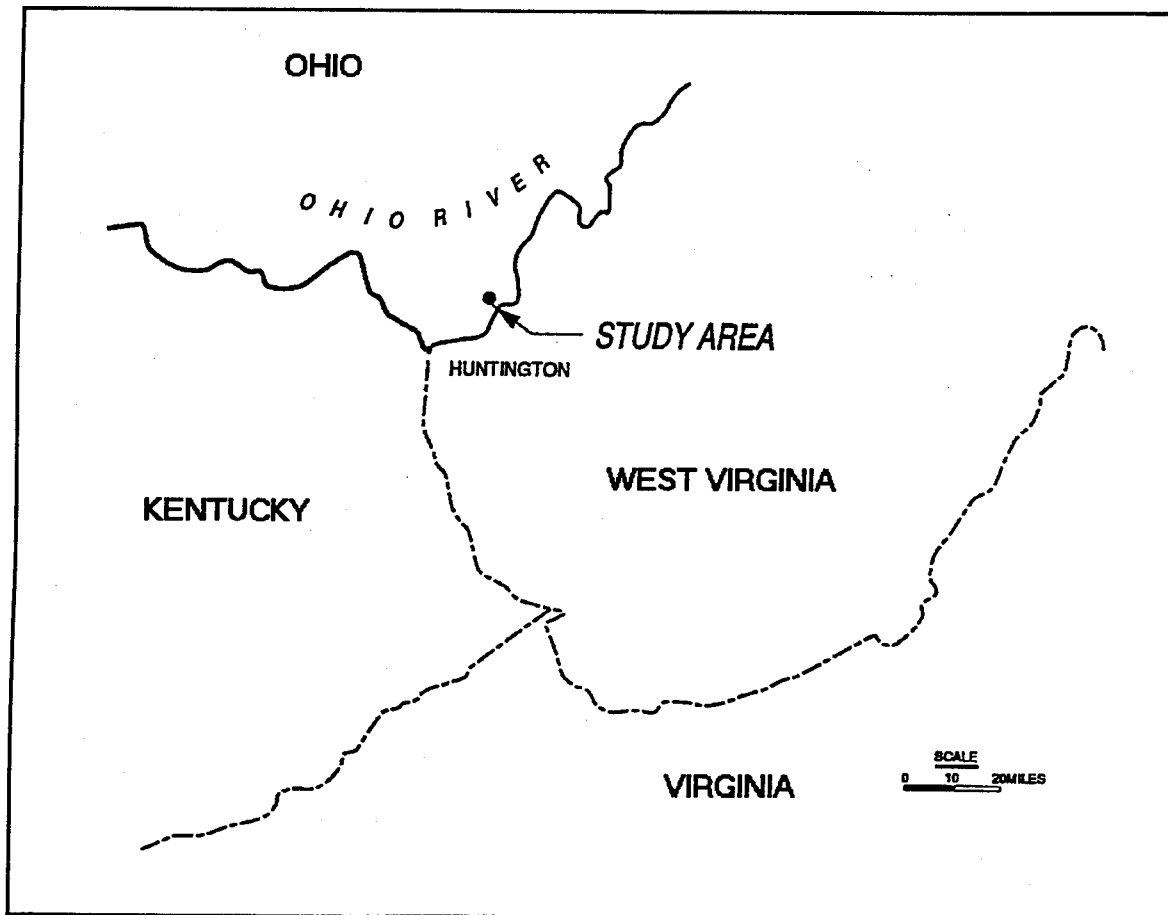 OHIO
OHIO RIVER
STUDY AREA
HUNTINGTON
WEST VIRGINIA
KENTUCKY
SCALE
0 10 20MILES
VIRGINIA